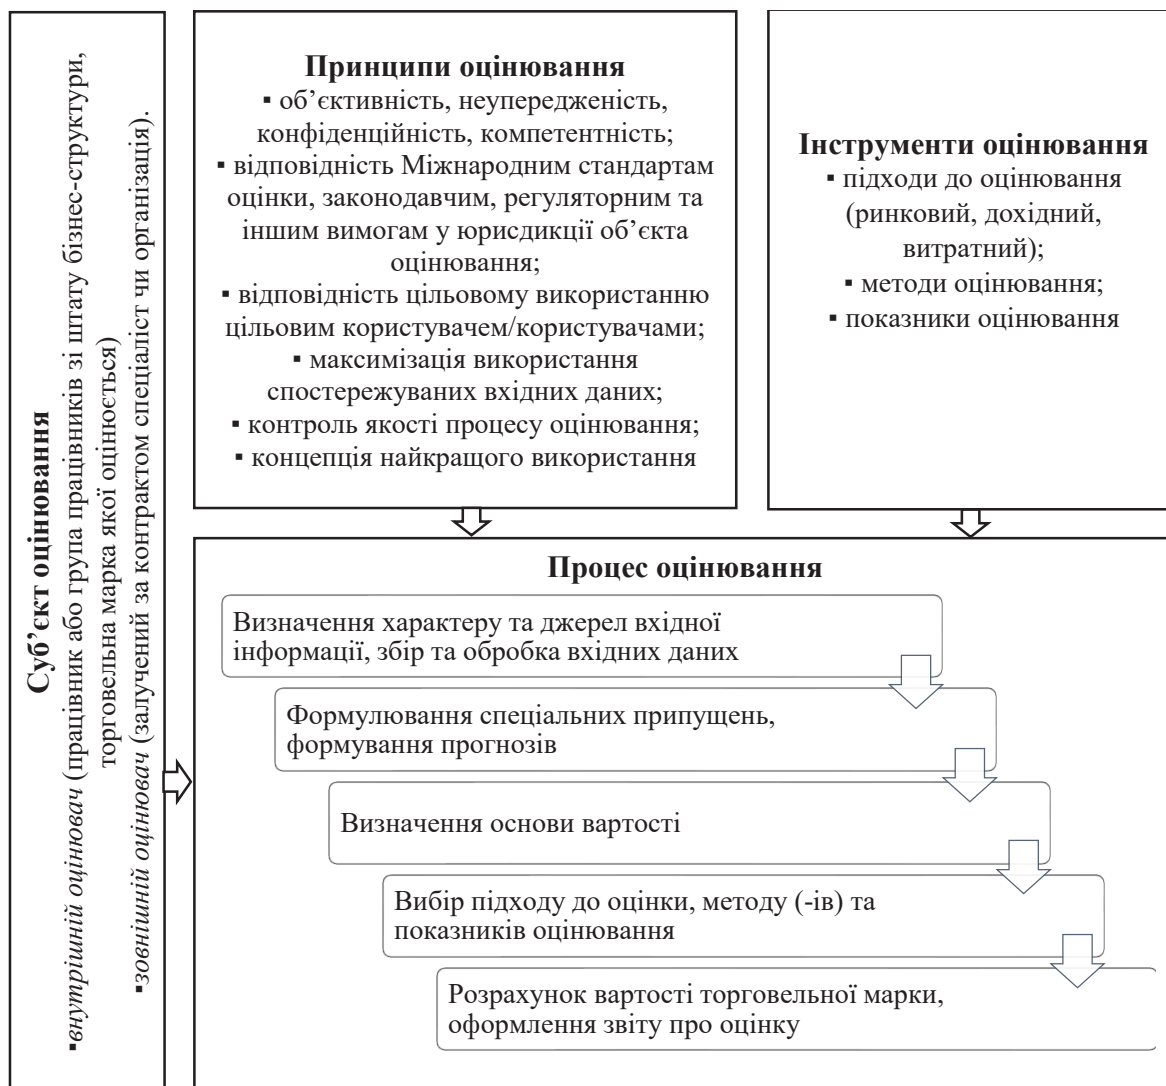 Суб’єкт оцінювання
▪внутрішній оцінювач (працівник або група працівників зі штату бізнес-структури,
торговельна марка якої оцінюється)
▪зовнішній оцінювач (залучений за контрактом спеціаліст чи організація).
Принципи оцінювання
▪ об’єктивність, неупередженість,
конфіденційність, компетентність;
▪ відповідність Міжнародним стандартам
оцінки, законодавчим, регуляторним та
іншим вимогам у юрисдикції об’єкта
оцінювання;
▪ відповідність цільовому використанню
цільовим користувачем/користувачами;
▪ максимізація використання
спостережуваних вхідних даних;
▪ контроль якості процесу оцінювання;
▪ концепція найкращого використання
Інструменти оцінювання
▪ підходи до оцінювання
(ринковий, дохідний,
витратний);
▪ методи оцінювання;
▪ показники оцінювання
Процес оцінювання
Визначення характеру та джерел вхідної
інформації, збір та обробка вхідних даних
Формулювання спеціальних припущень,
формування прогнозів
Визначення основи вартості
Вибір підходу до оцінки, методу (-ів) та
показників оцінювання
Розрахунок вартості торговельної марки,
оформлення звіту про оцінку